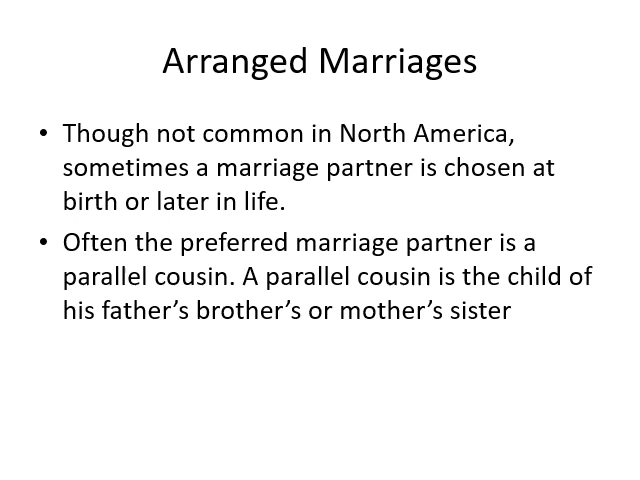 Arranged Marriages
• Though not common in North America,
sometimes a marriage partner is chosen at
birth or later in life.
• Often the preferred marriage partner is a
parallel cousin. A parallel cousin is the child of
his father’s brother’s or mother’s sister